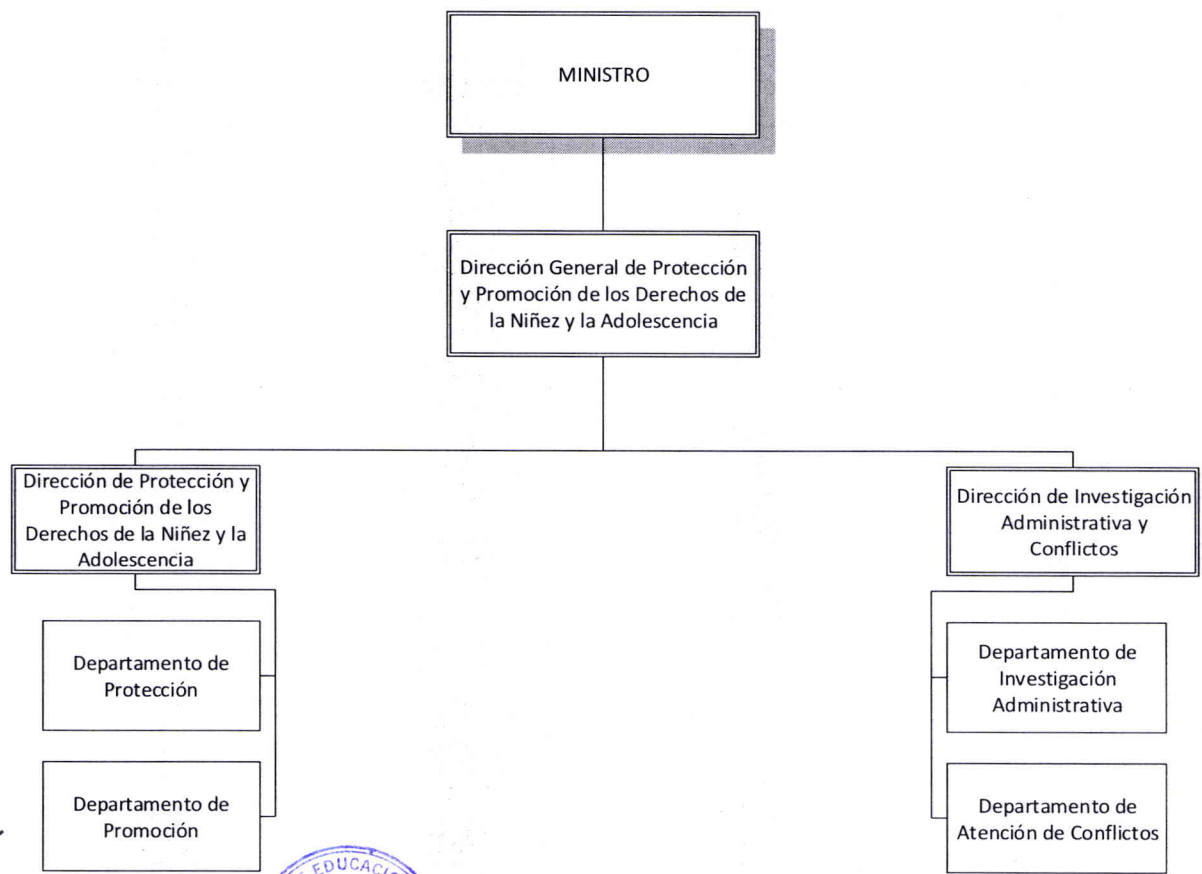 MINISTRO
Dirección General de Protección
y Promoción de los Derechos de
la Niñez y la Adolescencia
Dirección de Protección y
Promoción de los
Derechos de la Niñez y la
Adolescencia
Dirección de Investigación
Administrativa y
Conflictos
Departamento de
Protección
Departamento de
Investigación
Administrativa
Departamento de
Promoción
Departamento de
Atención de Conflictos